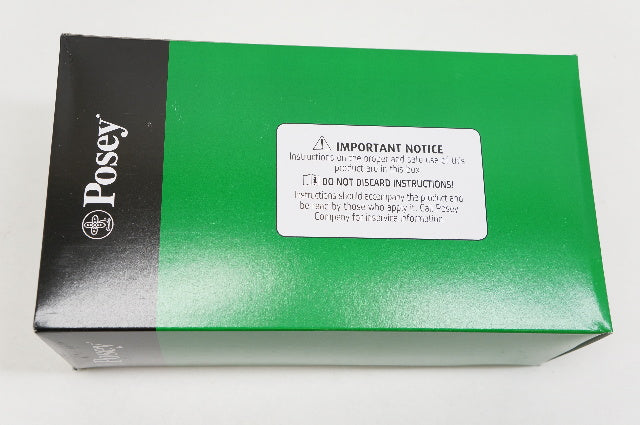 Posey
IMPORTANT NOTICE
Instructions on the proper and safe use of this
product are in this box.
DO NOT DISCARD INSTRUCTIONS!
Instructions should accompany the product and
be read by those who apply it. Call Posey
Company for inservice information.
Posey